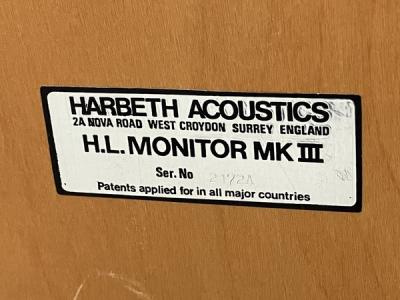 HARBETH ACOUSTICS
2A NOVA ROAD WEST CROYDON SURREY ENGLAND
H.L. MONITOR MK III
Ser. No 2172A
Patents applied for in all major countries